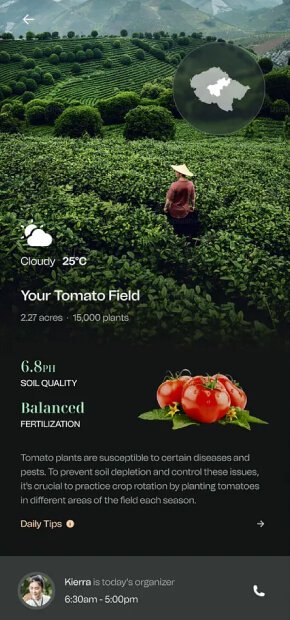 Cloudy 25°C
Your Tomato Field
2.27 acres · 15,000 plants
6.8PH
SOIL QUALITY
Balanced
FERTILIZATION
Tomato plants are susceptible to certain diseases and
pests. To prevent soil depletion and control these issues,
it's crucial to practice crop rotation by planting tomatoes
in different areas of the field each season.
Daily Tips
Kierra is today's organizer
6:30am - 5:00pm